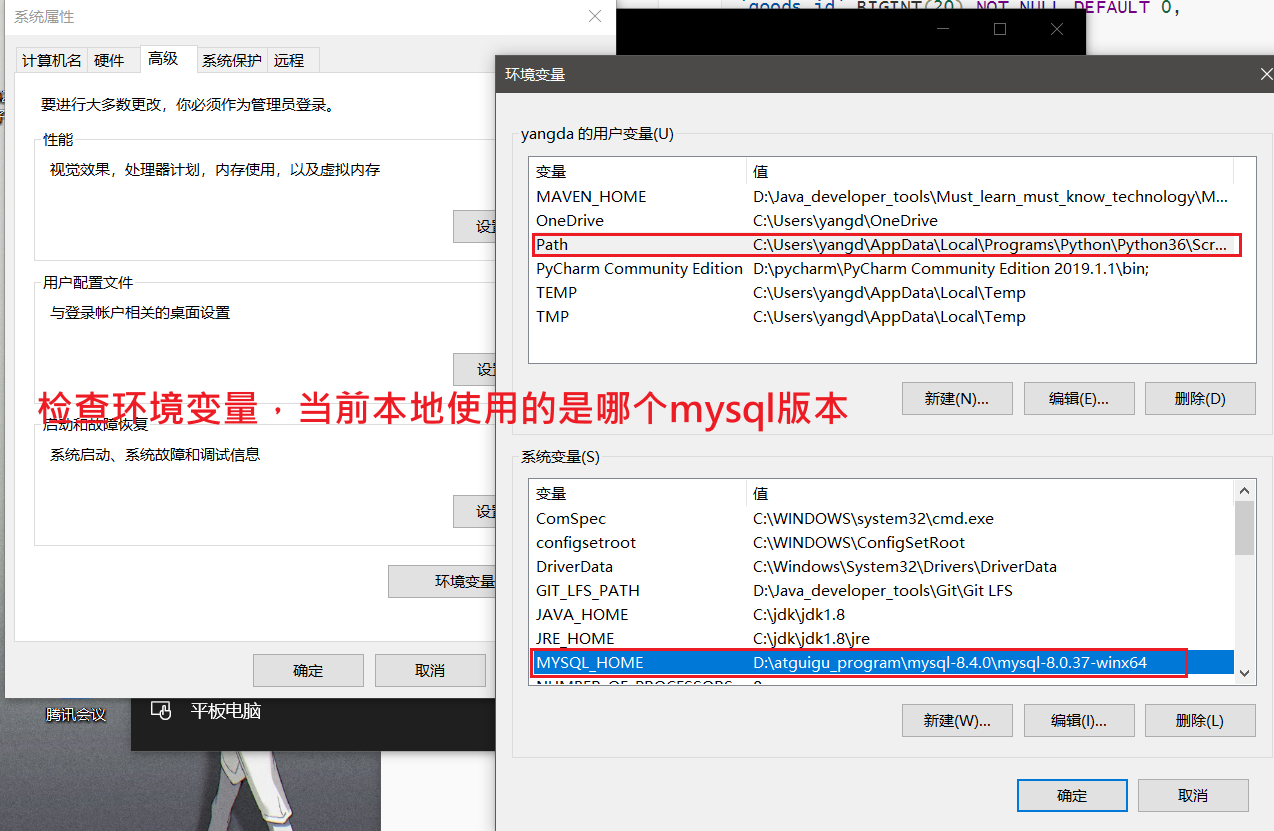 系统属性
计算机名
硬件
高级
系统保护
远程
要进行大多数更改，你必须作为管理员登录。
性能
视觉效果，处理器计划，内存使用，以及虚拟内存
用户配置文件
与登录帐户相关的桌面设置
检查环境变量，当前本地使用的是哪个mysql版本
启动和故障恢复
系统启动、系统故障和调试信息
环境变量
确定
取消
腾讯会议
平板电脑
`goods_id` BIGINT(20) NOT NULL DEFAULT 0,
环境变量
yangda 的用户变量(U)
变量 值
MAVEN_HOME D:\Java_developer_tools\Must_learn_must_know_technology\M...
OneDrive C:\Users\yangd\OneDrive
Path C:\Users\yangd\AppData\Local\Programs\Python\Python36\Scr...
PyCharm Community Edition D:\pycharm\PyCharm Community Edition 2019.1.1\bin;
TEMP C:\Users\yangd\AppData\Local\Temp
TMP C:\Users\yangd\AppData\Local\Temp
新建(N)... 编辑(E)... 删除(D)
系统变量(S)
变量 值
ComSpec C:\WINDOWS\system32\cmd.exe
configsetroot C:\WINDOWS\ConfigSetRoot
DriverData C:\Windows\System32\Drivers\DriverData
GIT_LFS_PATH D:\Java_developer_tools\Git\Git LFS
JAVA_HOME C:\jdk\jdk1.8
JRE_HOME C:\jdk\jdk1.8\jre
MYSQL_HOME D:\atguigu_program\mysql-8.4.0\mysql-8.0.37-winx64
新建(W)... 编辑(I)... 删除(L)
确定 取消